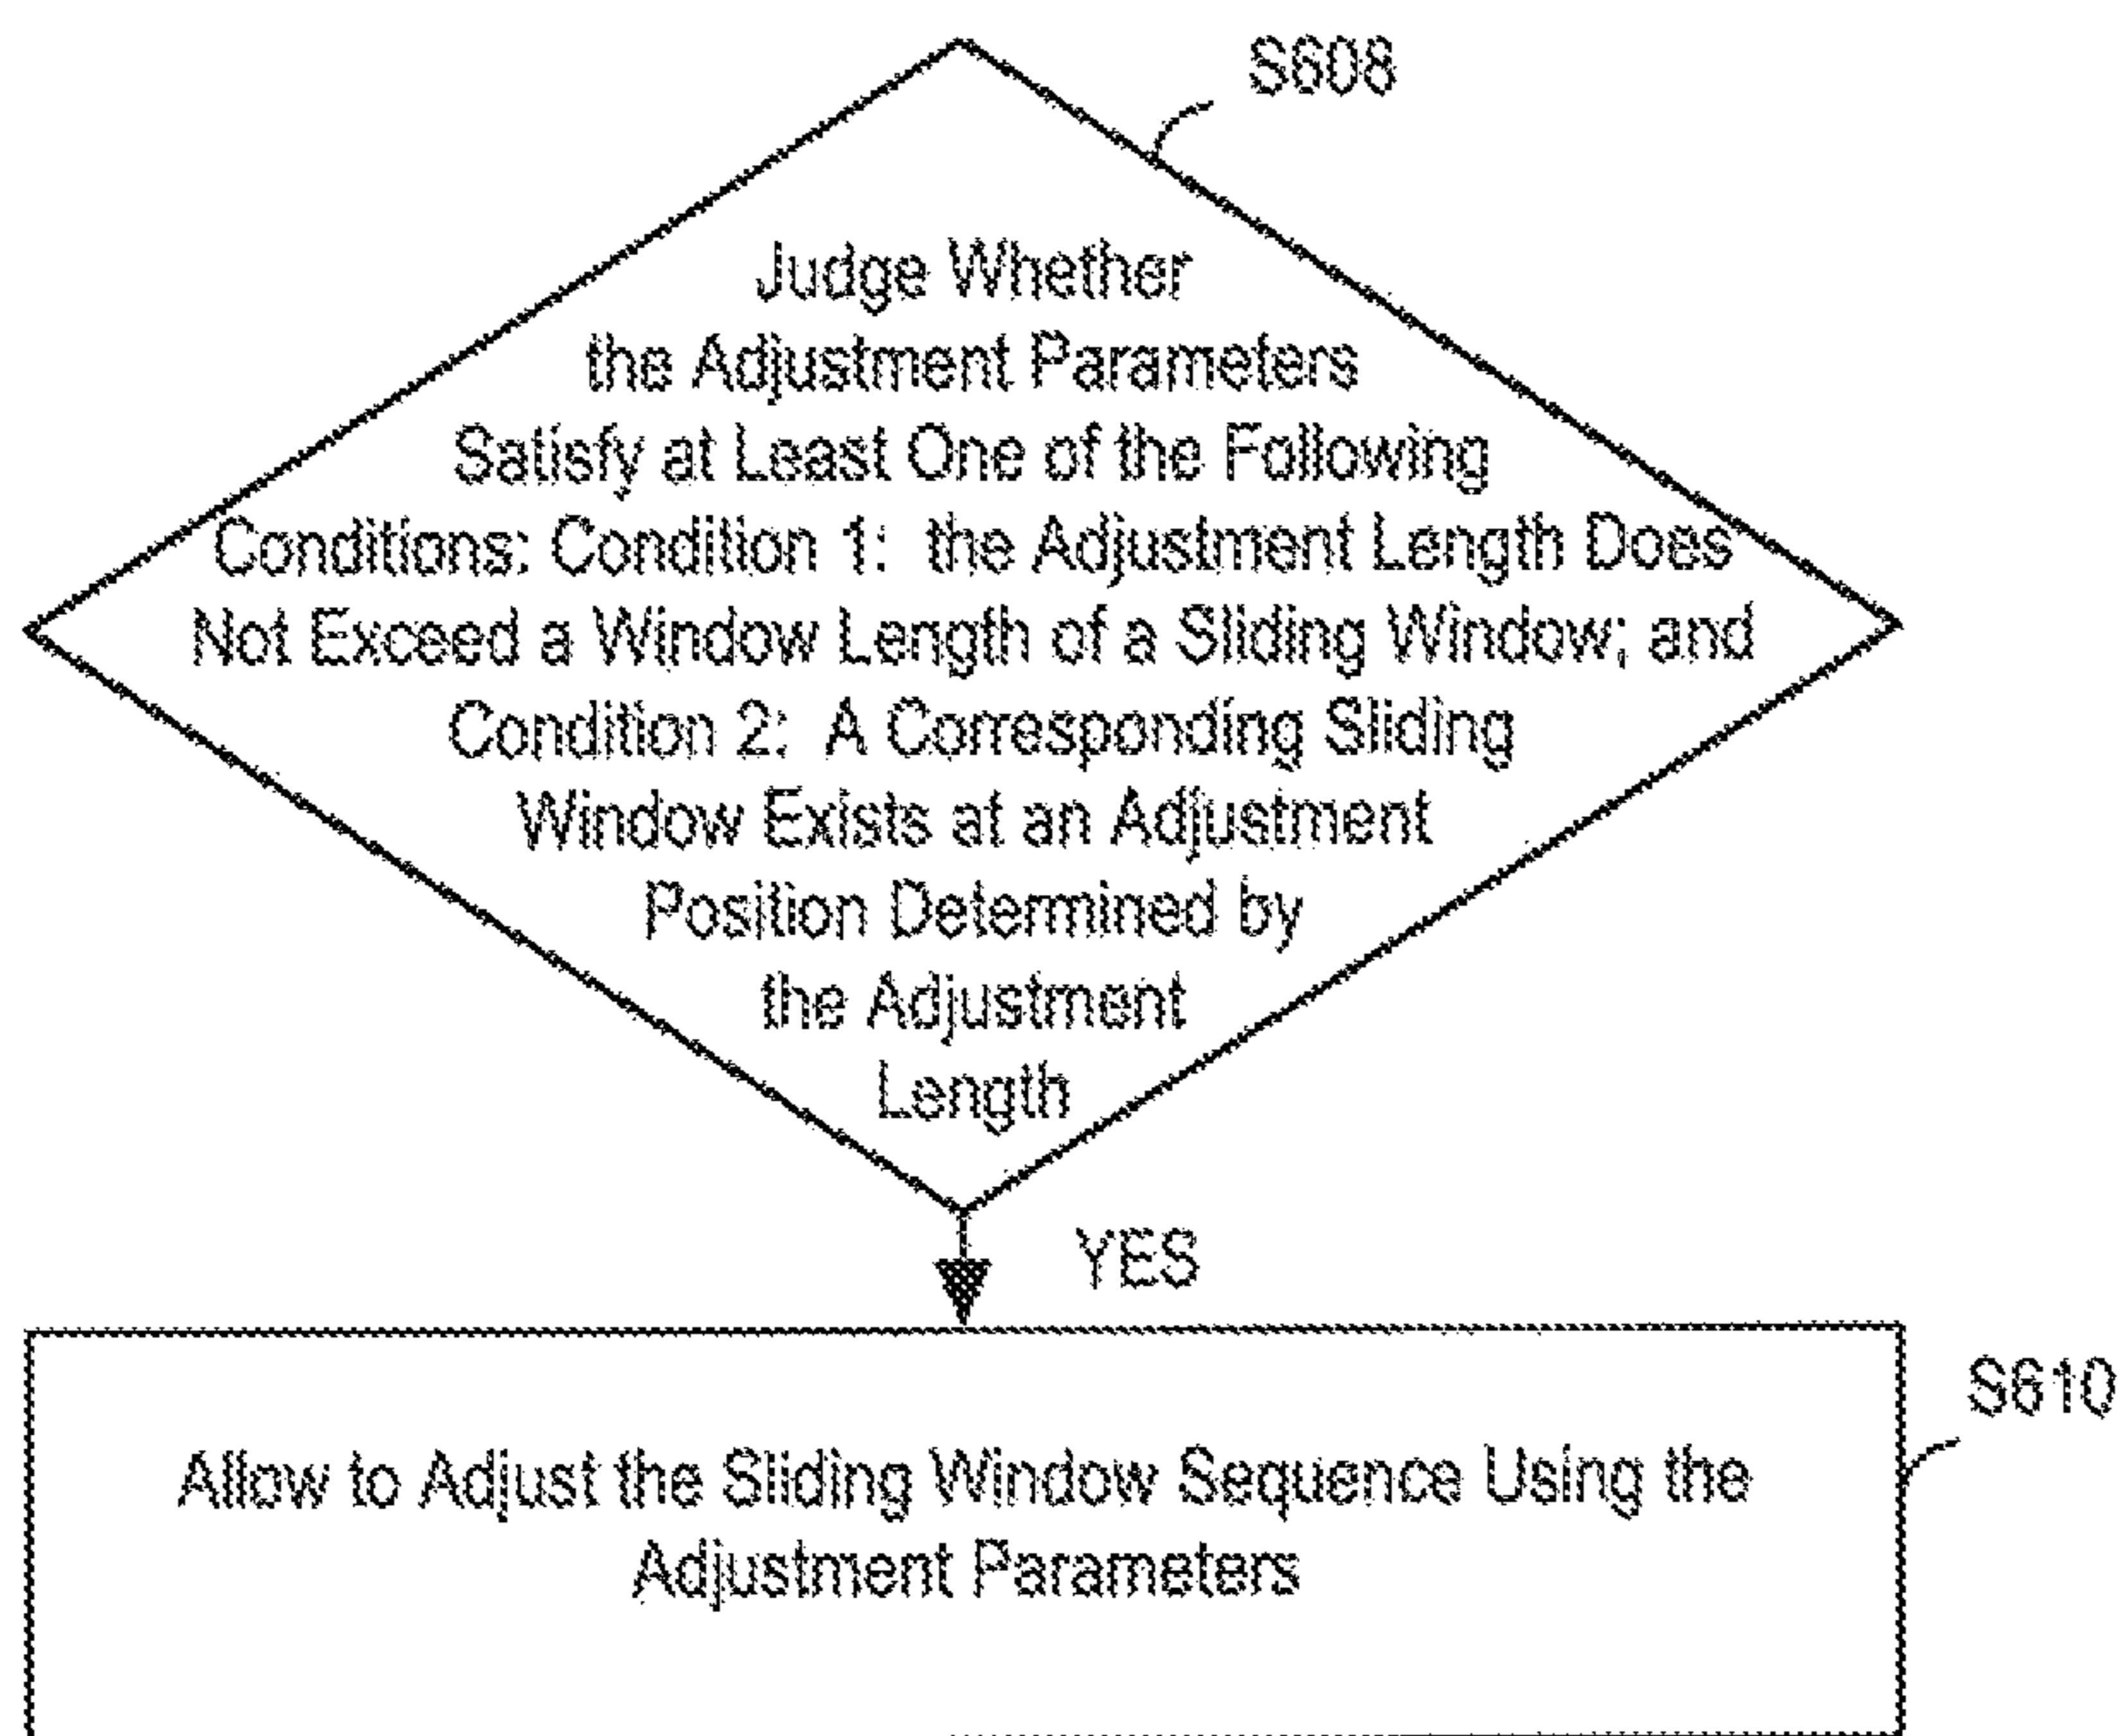 S608
Judge Whether
the Adjustment Parameters
Satisfy at Least One of the Following
Conditions: Condition 1: the Adjustment Length Does
Not Exceed a Window Length of a Sliding Window; and
Condition 2: A Corresponding Sliding
Window Exists at an Adjustment
Position Determined by
the Adjustment
Length
YES
S610
Allow to Adjust the Sliding Window Sequence Using the
Adjustment Parameters